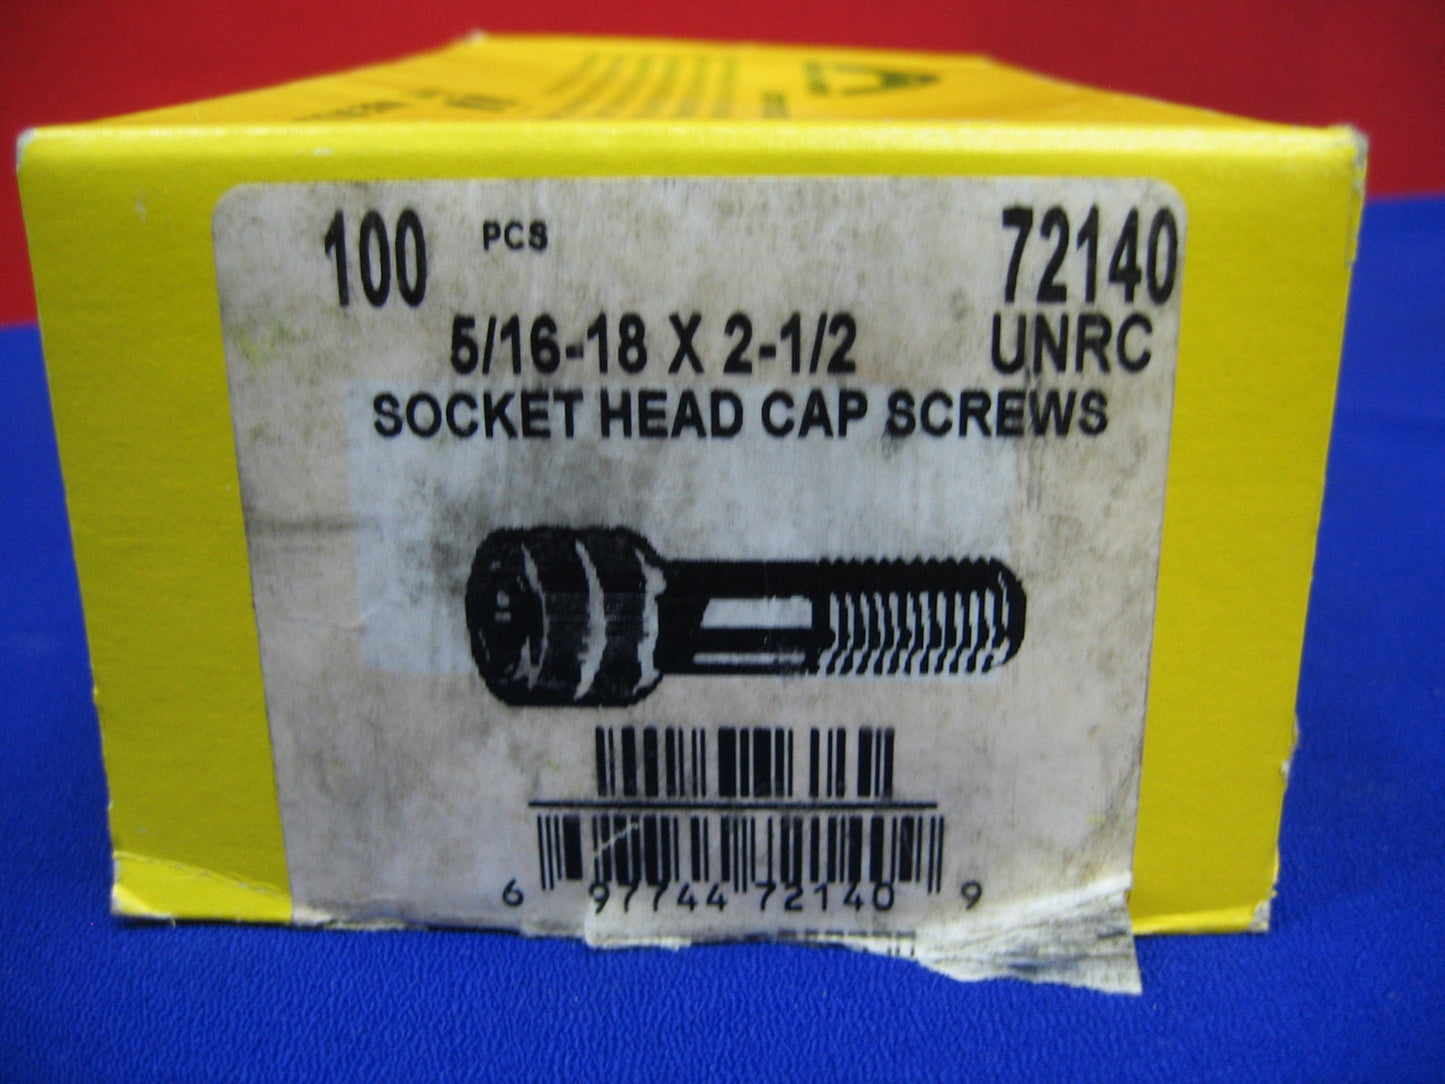 100 PCS 72140
5/16-18 X 2-1/2 UNRC
SOCKET HEAD CAP SCREWS
6 97744 72140 9